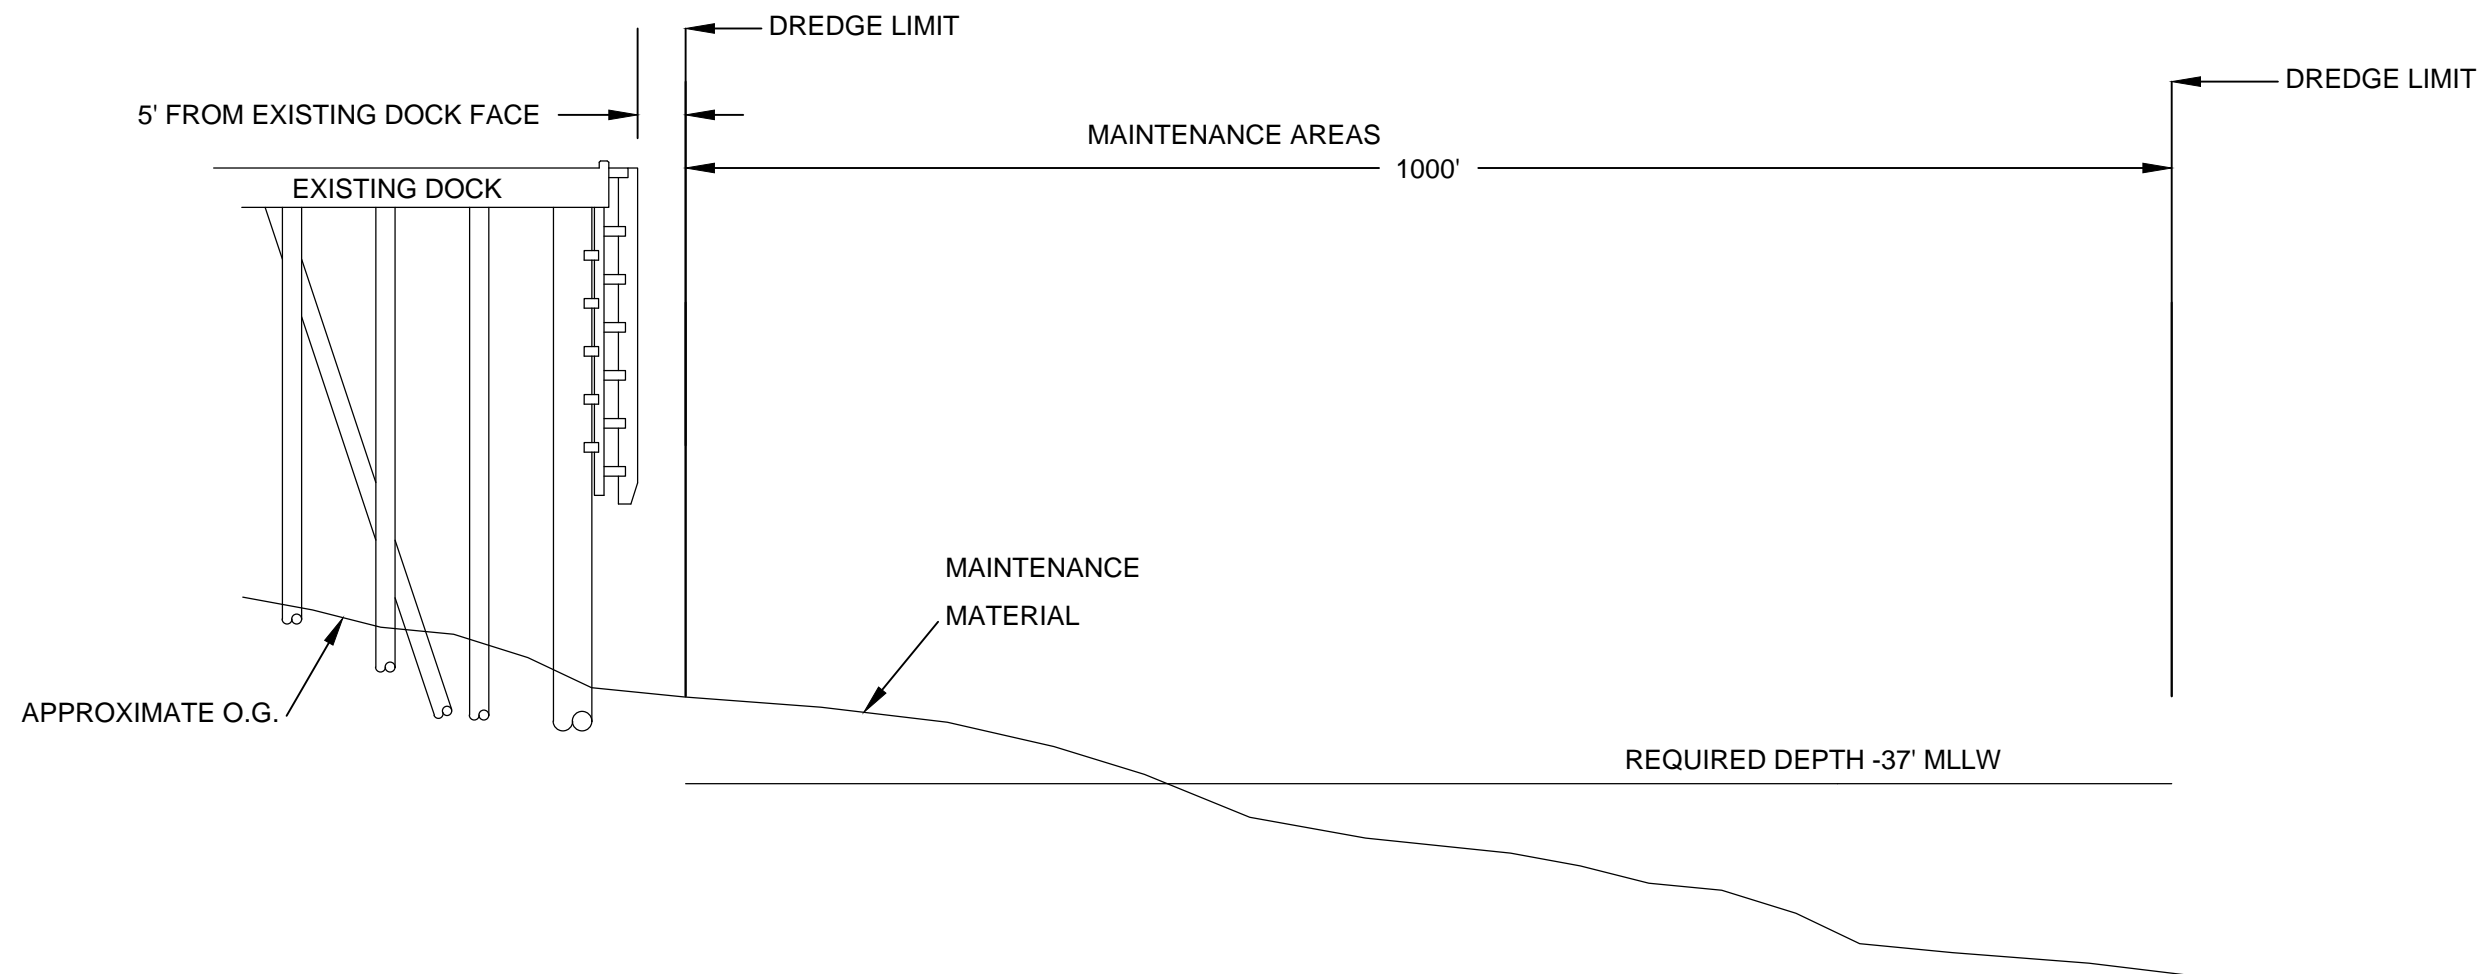 DREDGE LIMIT
DREDGE LIMIT
5' FROM EXISTING DOCK FACE
MAINTENANCE AREAS
1000'
EXISTING DOCK
MAINTENANCE
MATERIAL
APPROXIMATE O.G.
REQUIRED DEPTH -37' MLLW